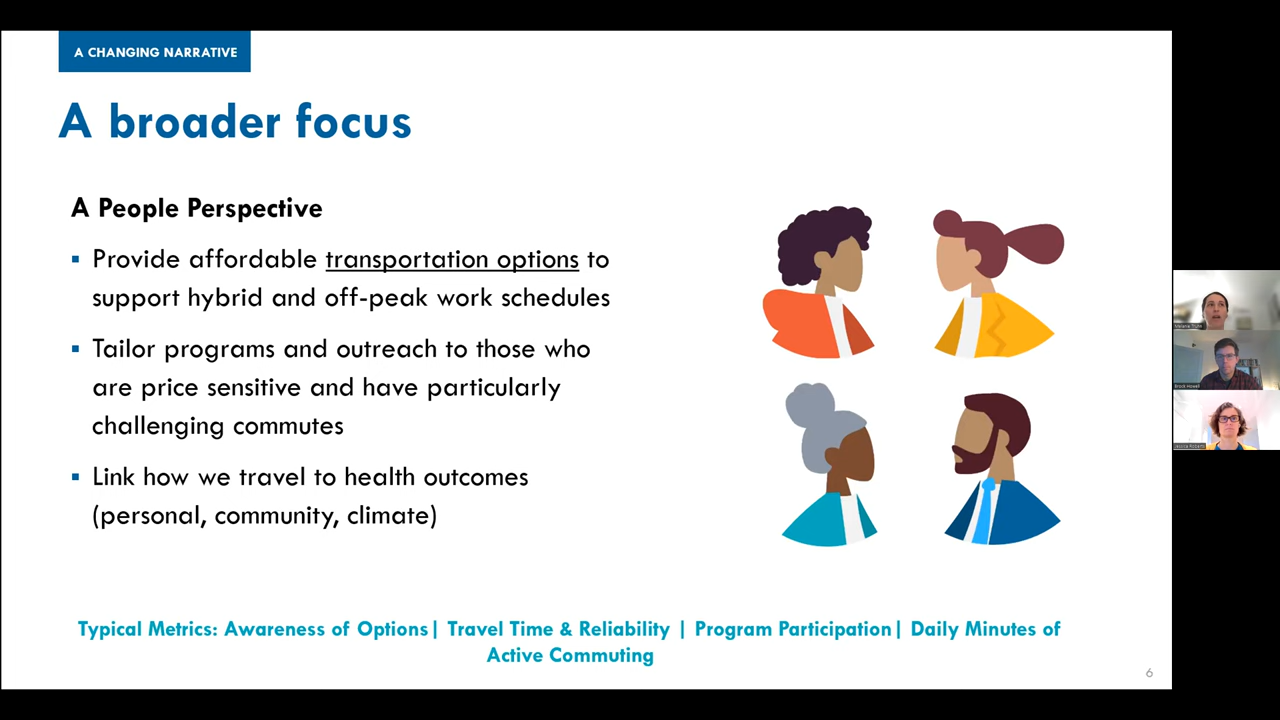 A CHANGING NARRATIVE
A broader focus
A People Perspective
▪ Provide affordable transportation options to
support hybrid and off-peak work schedules
▪ Tailor programs and outreach to those who
are price sensitive and have particularly
challenging commutes
▪ Link how we travel to health outcomes
(personal, community, climate)
Typical Metrics: Awareness of Options| Travel Time & Reliability | Program Participation| Daily Minutes of
Active Commuting
6
Brock Howell